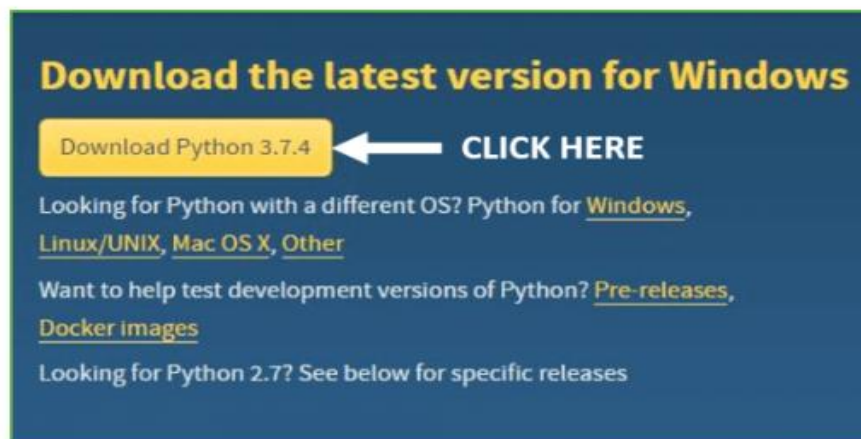 Download the latest version for Windows
Download Python 3.7.4 CLICK HERE
Looking for Python with a different OS? Python for Windows,
Linux/UNIX, Mac OS X, Other
Want to help test development versions of Python? Pre-releases,
Docker images
Looking for Python 2.7? See below for specific releases